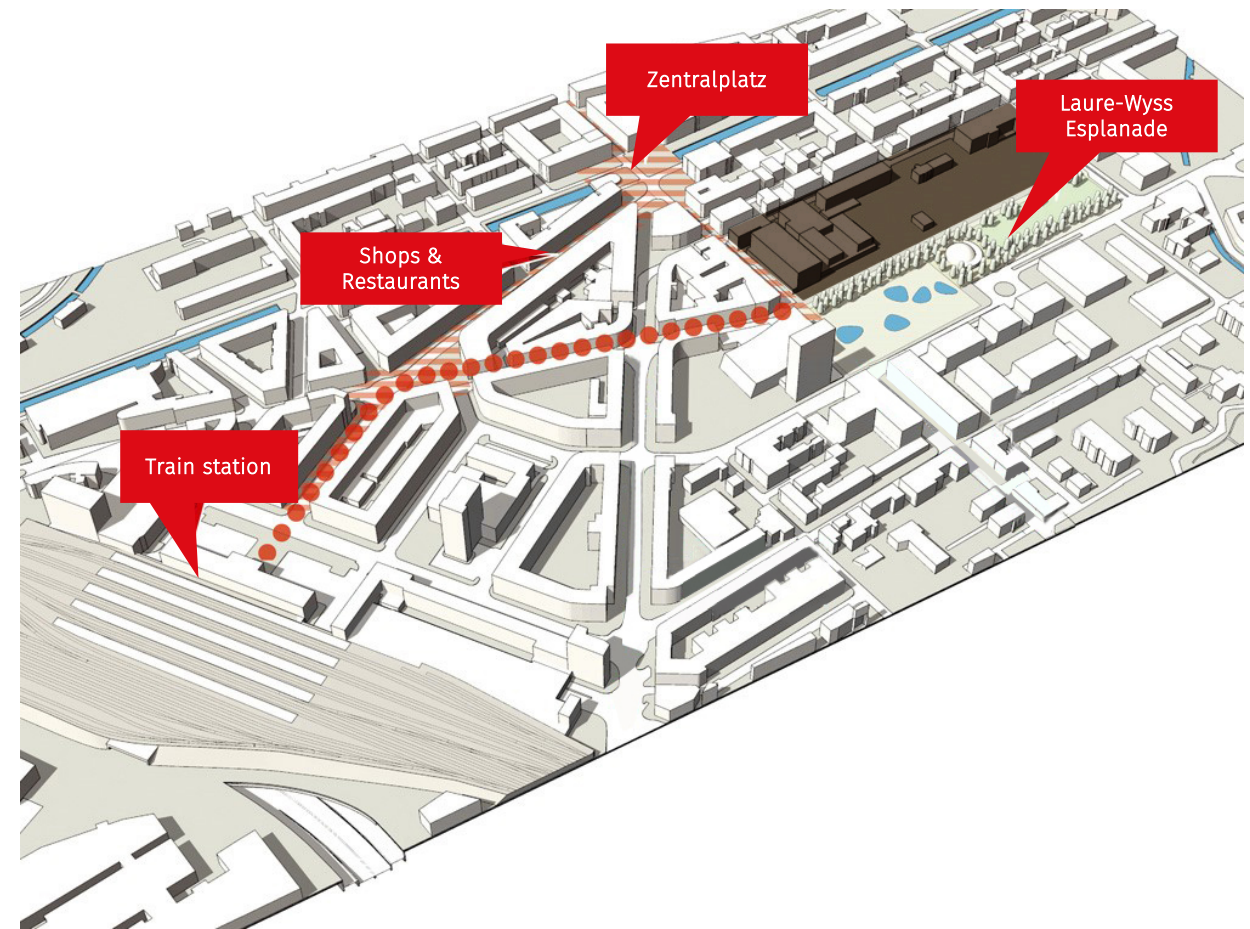 Zentralplatz
Laure-Wyss
Esplanade
Shops &
Restaurants
Train station